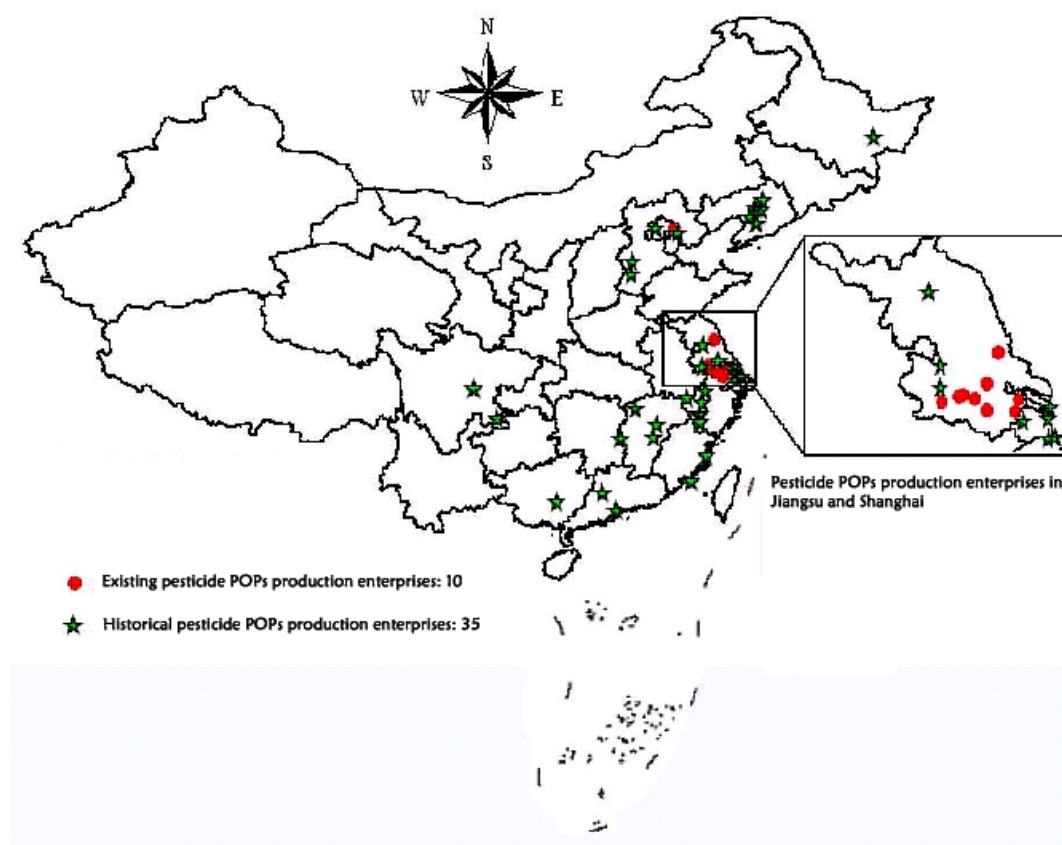 N
W E
S
Pesticide POPs production enterprises in
Jiangsu and Shanghai
Existing pesticide POPs production enterprises: 10
Historical pesticide POPs production enterprises: 35